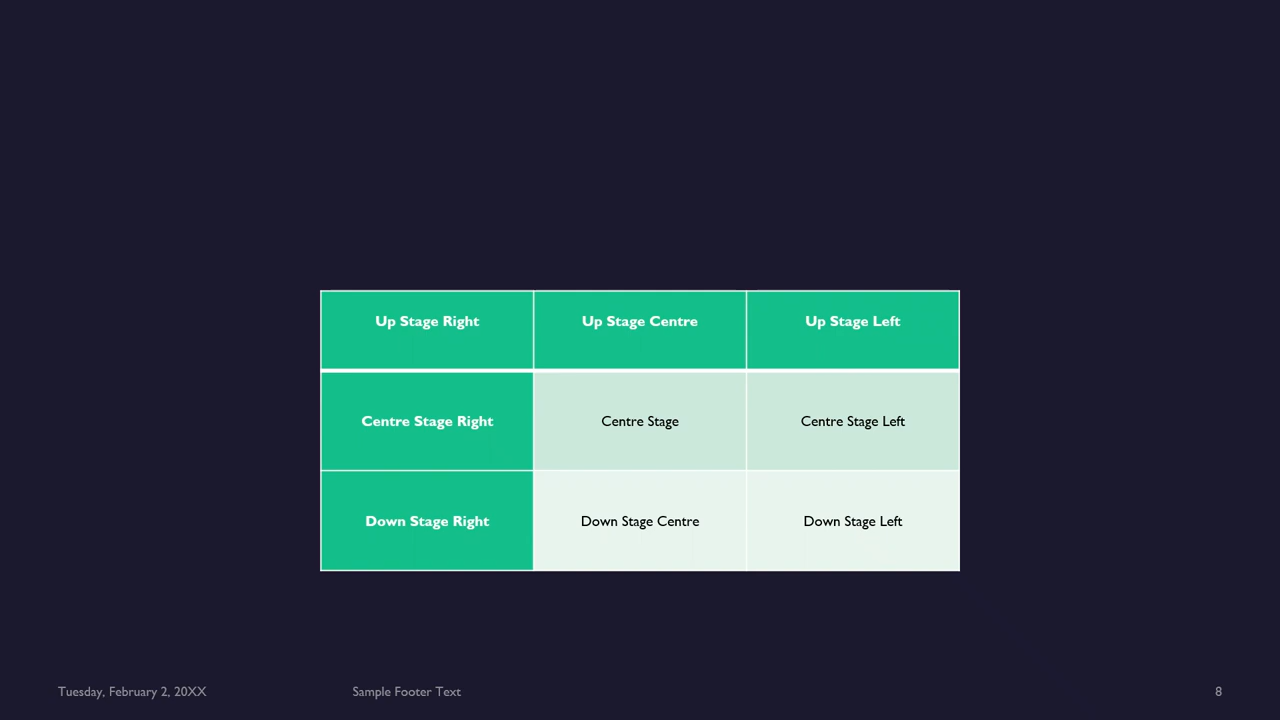 Up Stage Right
Up Stage Centre
Up Stage Left
Centre Stage Right
Centre Stage
Centre Stage Left
Down Stage Right
Down Stage Centre
Down Stage Left
Tuesday, February 2, 20XX
Sample Footer Text
8